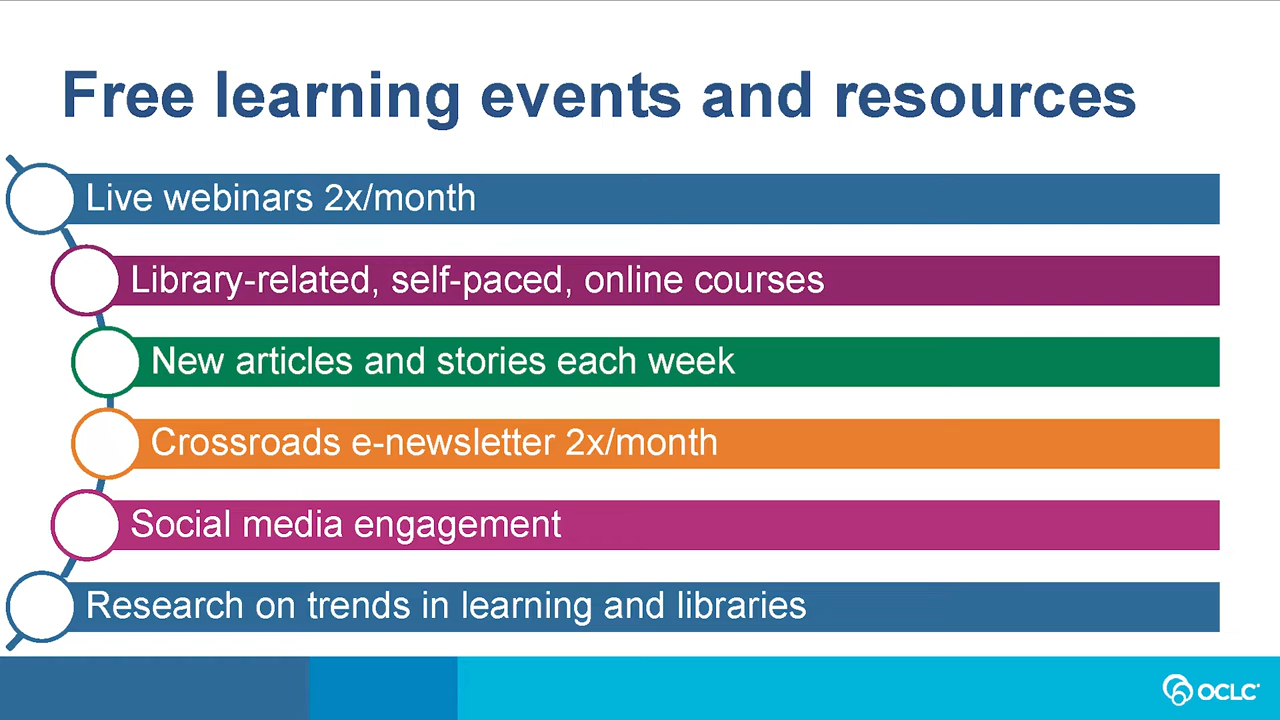 Free learning events and resources
Live webinars 2x/month
Library-related, self-paced, online courses
New articles and stories each week
Crossroads e-newsletter 2x/month
Social media engagement
Research on trends in learning and libraries
OCLC